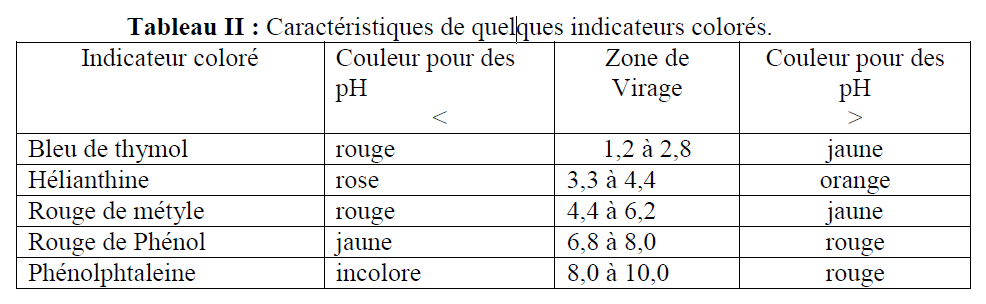 Tableau II : Caractéristiques de quelques indicateurs colorés.
Indicateur coloré Couleur pour des pH < Zone de Virage Couleur pour des pH >
Bleu de thymol rouge 1,2 à 2,8 jaune
Hélianthine rose 3,3 à 4,4 orange
Rouge de métyle rouge 4,4 à 6,2 jaune
Rouge de Phénol jaune 6,8 à 8,0 rouge
Phénolphtaleine incolore 8,0 à 10,0 rouge